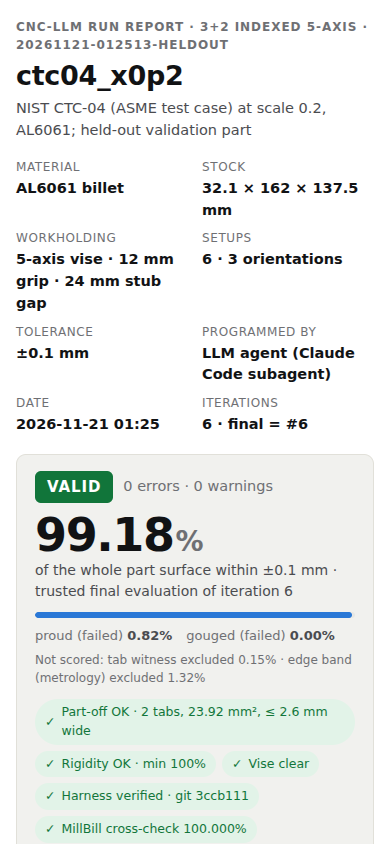 CNC-LLM RUN REPORT · 3+2 INDEXED 5-AXIS ·
20261121-012513-HELDOUT
ctc04_x0p2
NIST CTC-04 (ASME test case) at scale 0.2,
AL6061; held-out validation part
MATERIAL
AL6061 billet
STOCK
32.1 × 162 × 137.5
mm
WORKHOLDING
5-axis vise · 12 mm
grip · 24 mm stub
gap
SETUPS
6 · 3 orientations
TOLERANCE
±0.1 mm
PROGRAMMED BY
LLM agent (Claude
Code subagent)
DATE
2026-11-21 01:25
ITERATIONS
6 · final = #6
VALID 0 errors · 0 warnings
99.18%
of the whole part surface within ±0.1 mm ·
trusted final evaluation of iteration 6
proud (failed) 0.82% gouged (failed) 0.00%
Not scored: tab witness excluded 0.15% · edge band
(metrology) excluded 1.32%
✓ Part-off OK · 2 tabs, 23.92 mm², ≤ 2.6 mm
wide
✓ Rigidity OK · min 100% ✓ Vise clear
✓ Harness verified · git 3ccb111
✓ MillBill cross-check 100.000%